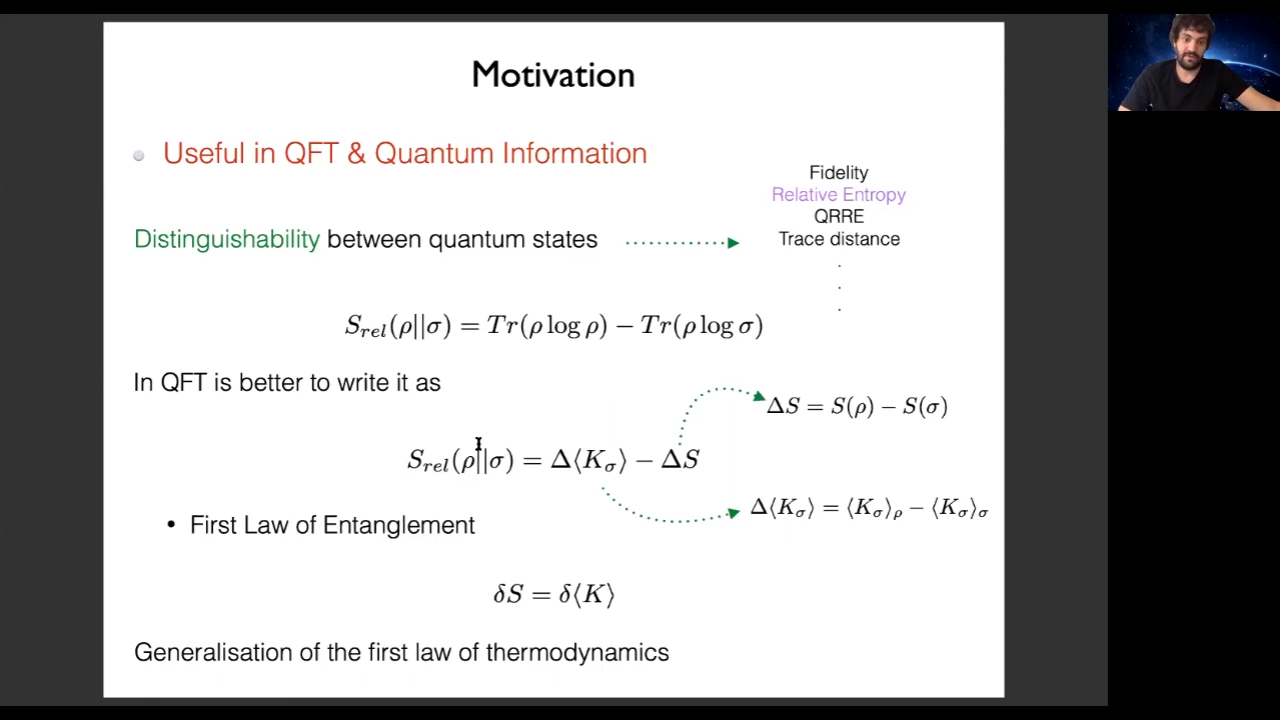 Motivation
Useful in QFT & Quantum Information
Fidelity
Relative Entropy
QRRE
Trace distance
Distinguishability between quantum states
S_{rel}(ρ||σ) = Tr(ρ log ρ) − Tr(ρ log σ)
In QFT is better to write it as
ΔS = S(ρ) − S(σ)
S_{rel}(ρ||σ) = Δ⟨K_σ⟩ − ΔS
Δ⟨K_σ⟩ = ⟨K_σ⟩_ρ − ⟨K_σ⟩_σ
• First Law of Entanglement
δS = δ⟨K⟩
Generalisation of the first law of thermodynamics